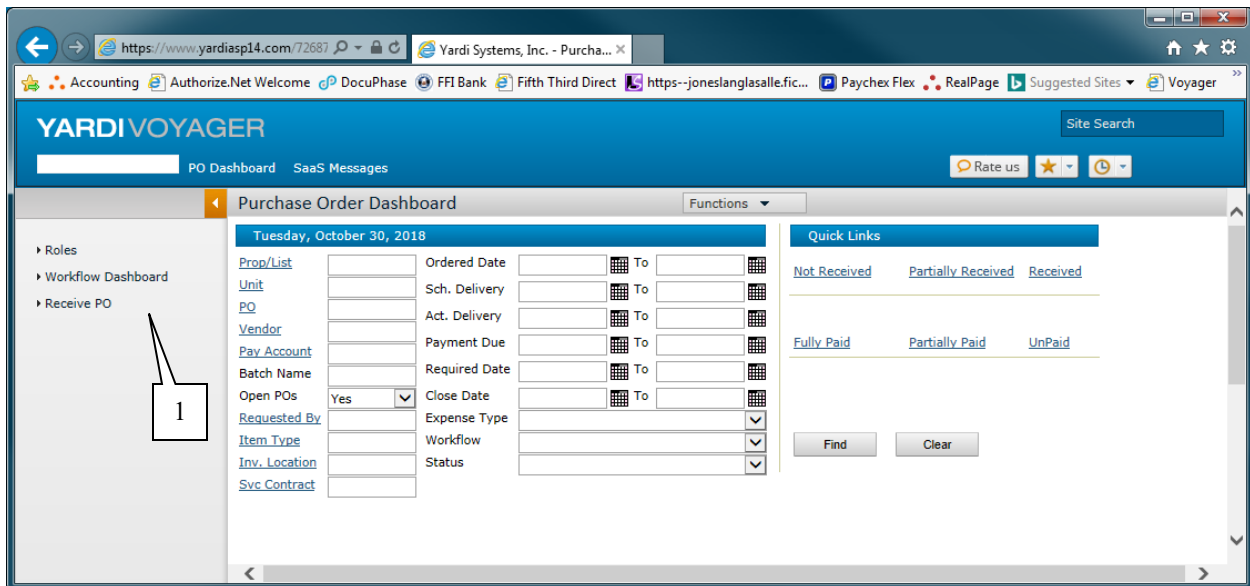 https://www.yardiasp14.com/72687
Yardi Systems, Inc. - Purcha...
Accounting Authorize.Net Welcome DocuPhase FFI Bank Fifth Third Direct https--joneslanglasalle.fic... Paychex Flex RealPage Suggested Sites Voyager
YARDI VOYAGER
Site Search
PO Dashboard SaaS Messages
Rate us
Purchase Order Dashboard
Functions
Roles
Workflow Dashboard
Receive PO
1
Tuesday, October 30, 2018
Prop/List
Unit
PO
Vendor
Pay Account
Batch Name
Open POs Yes
Requested By
Item Type
Inv. Location
Svc Contract
Ordered Date To
Sch. Delivery To
Act. Delivery To
Payment Due To
Required Date To
Close Date To
Expense Type
Workflow
Status
Quick Links
Not Received Partially Received Received
Fully Paid Partially Paid UnPaid
Find Clear